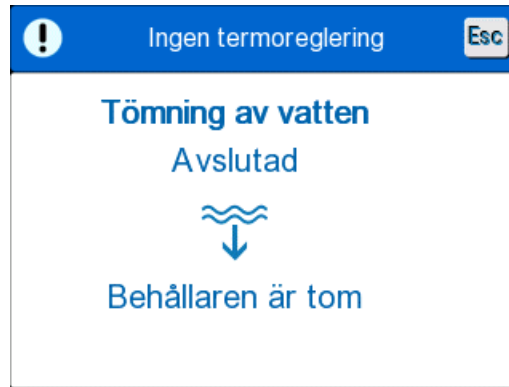 Ingen termoreglering
Esc
Tömning av vatten
Avslutad
Behållaren är tom